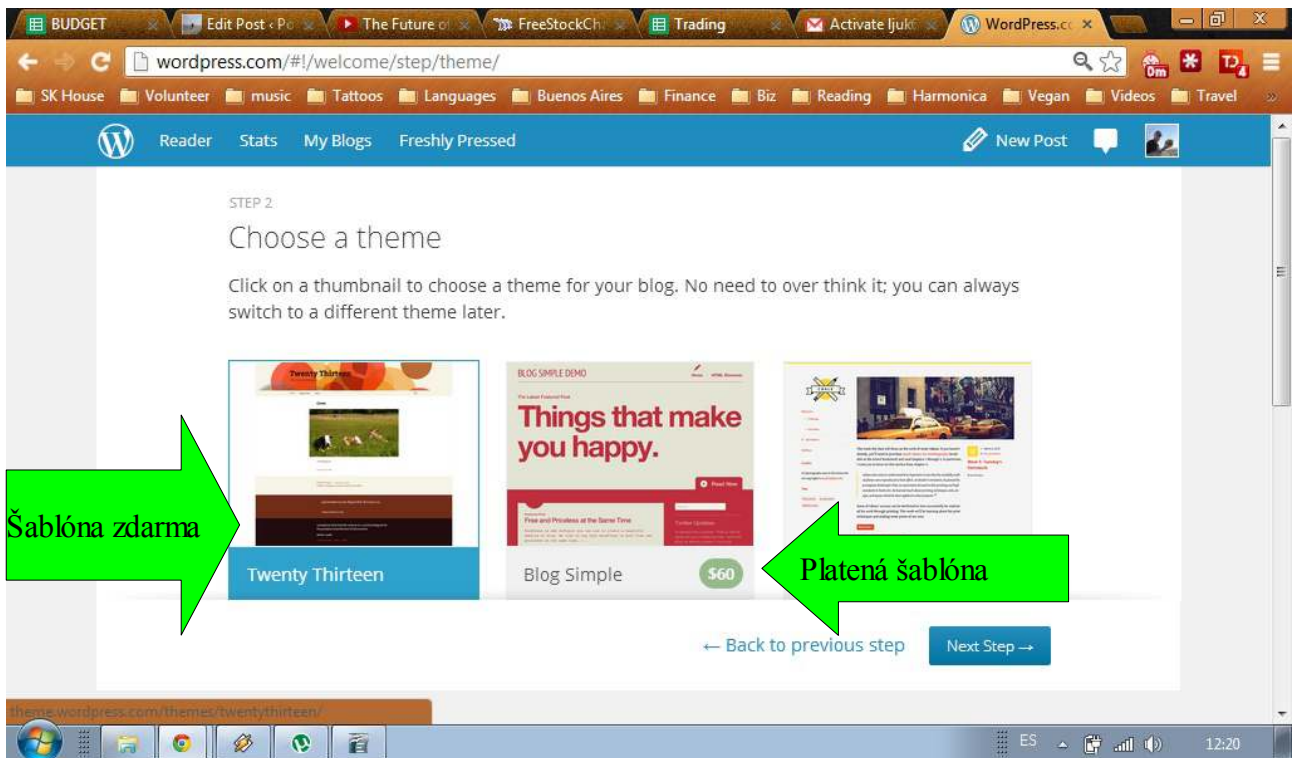 BUDGET
Edit Post ‹ Po
The Future of
FreeStockCh
Trading
Activate ljuk
WordPress.c
wordpress.com/#!/welcome/step/theme/
SK House
Volunteer
music
Tattoos
Languages
Buenos Aires
Finance
Biz
Reading
Harmonica
Vegan
Videos
Travel
»
0m
4
Reader
Stats
My Blogs
Freshly Pressed
New Post
STEP 2
Choose a theme
Click on a thumbnail to choose a theme for your blog. No need to over think it; you can always
switch to a different theme later.
Twenty Thirteen
BLOG SIMPLE DEMO
Things that make
you happy.
Read Now
Free and Priceless at the Same Time
Šablóna zdarma
Twenty Thirteen
Blog Simple
$60
Platená šablóna
← Back to previous step
Next Step →
theme.wordpress.com/themes/twentythirteen/
ES
12:20